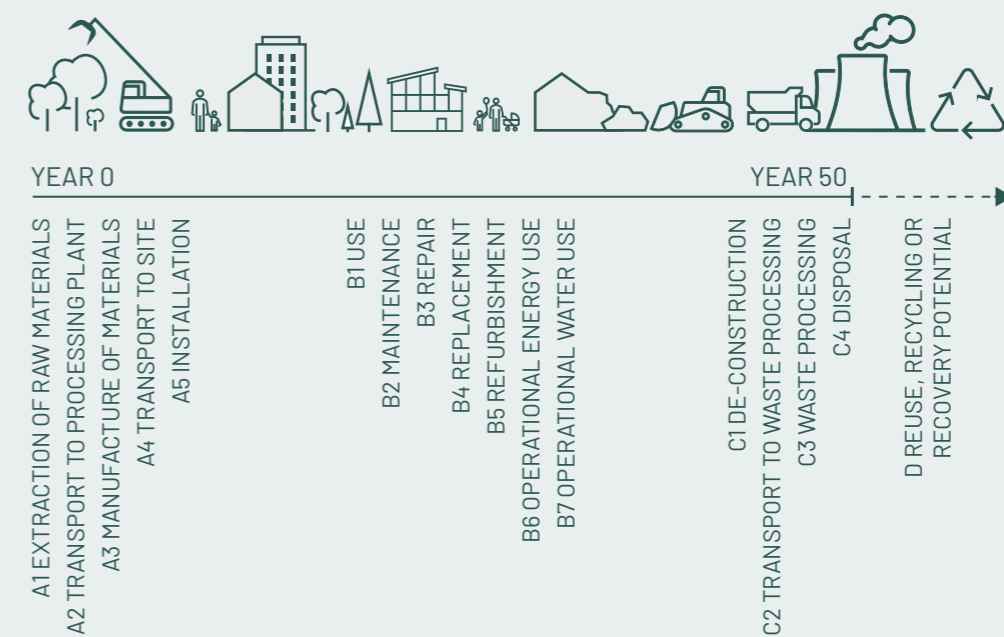 YEAR 0
YEAR 50
A1 EXTRACTION OF RAW MATERIALS
A2 TRANSPORT TO PROCESSING PLANT
A3 MANUFACTURE OF MATERIALS
A4 TRANSPORT TO SITE
A5 INSTALLATION
B1 USE
B2 MAINTENANCE
B3 REPAIR
B4 REPLACEMENT
B5 REFURBISHMENT
B6 OPERATIONAL ENERGY USE
B7 OPERATIONAL WATER USE
C1 DE-CONSTRUCTION
C2 TRANSPORT TO WASTE PROCESSING
C3 WASTE PROCESSING
C4 DISPOSAL
D REUSE, RECYCLING OR
RECOVERY POTENTIAL